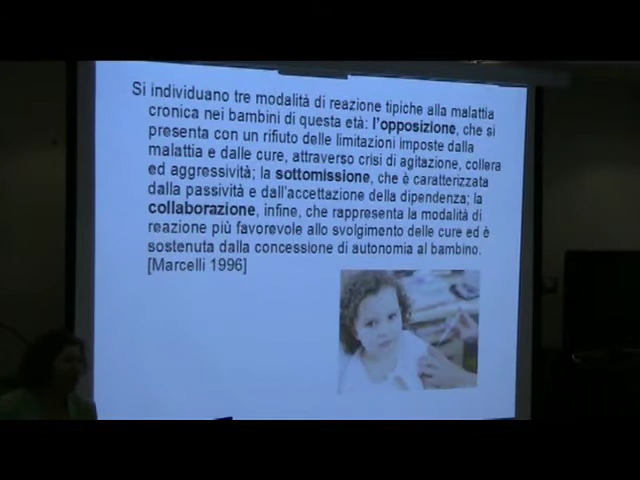 Si individuano tre modalità di reazione tipiche alla malattia
cronica nei bambini di questa età: l'opposizione, che si
presenta con un rifiuto delle limitazioni imposte dalla
malattia e dalle cure, attraverso crisi di agitazione, collera
ed aggressività; la sottomissione, che è caratterizzata
dalla passività e dall'accettazione della dipendenza; la
collaborazione, infine, che rappresenta la modalità di
reazione più favorevole allo svolgimento delle cure ed è
sostenuta dalla concessione di autonomia al bambino.
[Marcelli 1996]